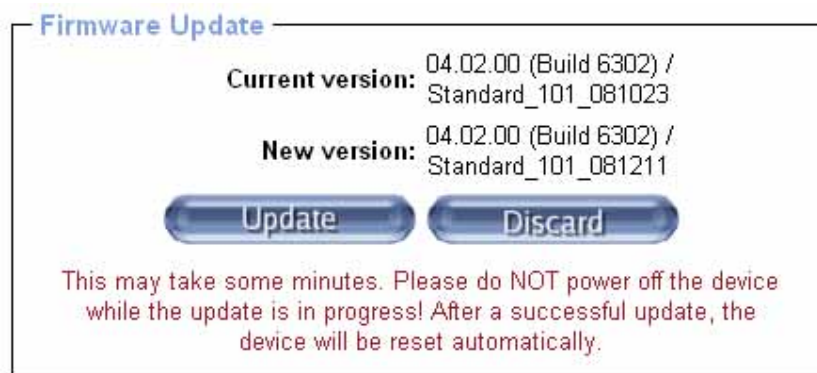 Firmware Update
Current version: 04.02.00 (Build 6302) /
Standard_101_081023
New version: 04.02.00 (Build 6302) /
Standard_101_081211
Update Discard
This may take some minutes. Please do NOT power off the device
while the update is in progress! After a successful update, the
device will be reset automatically.